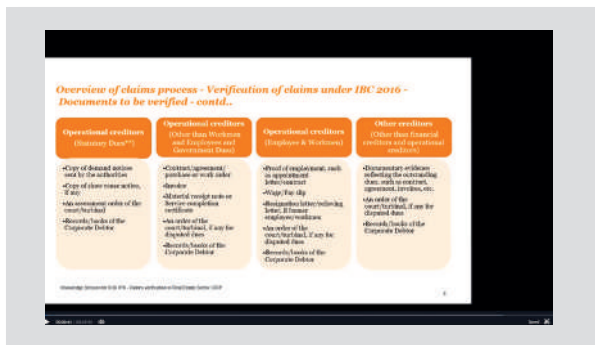 Overview of claims process - Verification of claims under IBC 2016 -
Documents to be verified - contd..
Operational creditors
(Statutory Dues**)
•Copy of demand notices
sent by the authorities
•Copy of show cause notice,
if any
•An assessment order of the
court/turbinal
•Records/books of the
Corporate Debtor
Operational creditors
(Other than Workmen
and Employees and
Government Dues)
•Contract/agreement/
purchase or work order
•Invoice
•Material receipt note or
Service completion
certificate
•An order of the
court/turbinal, if any for
disputed dues
•Records/books of the
Corporate Debtor
Operational creditors
(Employee & Workmen)
•Proof of employment, such
as appointment
letter/contract
•Wage/Pay slip
•Resignation letter/relieving
letter, if former
employee/workmen
•An order of the
court/turbinal, if any for
disputed dues
•Records/books of the
Corporate Debtor
Other creditors
(Other than financial
creditors and operational
creditors)
•Documentary evidence
reflecting the outstanding
dues, such as contract,
agreement, invoices, etc.
•An order of the
court/turbinal, if any for
disputed dues
•Records/books of the
Corporate Debtor
Speed